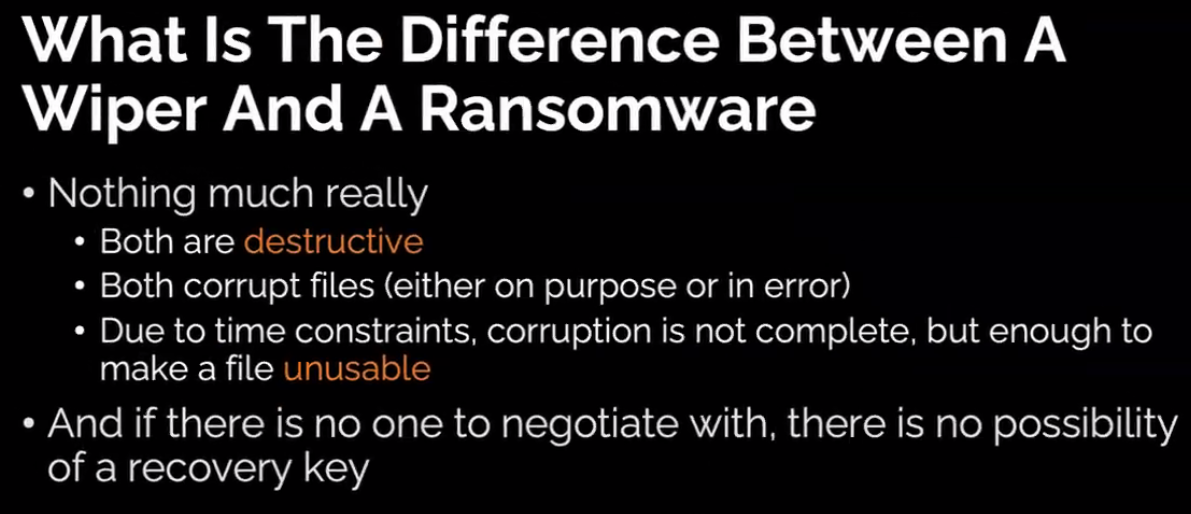 What Is The Difference Between A
Wiper And A Ransomware
• Nothing much really
• Both are destructive
• Both corrupt files (either on purpose or in error)
• Due to time constraints, corruption is not complete, but enough to
make a file unusable
• And if there is no one to negotiate with, there is no possibility
of a recovery key